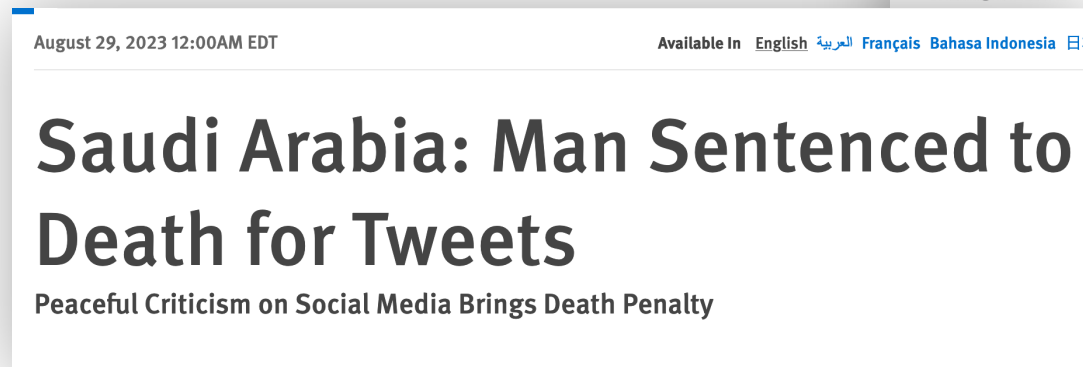 August 29, 2023 12:00AM EDT
Available In English العربية Français Bahasa Indonesia
Saudi Arabia: Man Sentenced to
Death for Tweets
Peaceful Criticism on Social Media Brings Death Penalty